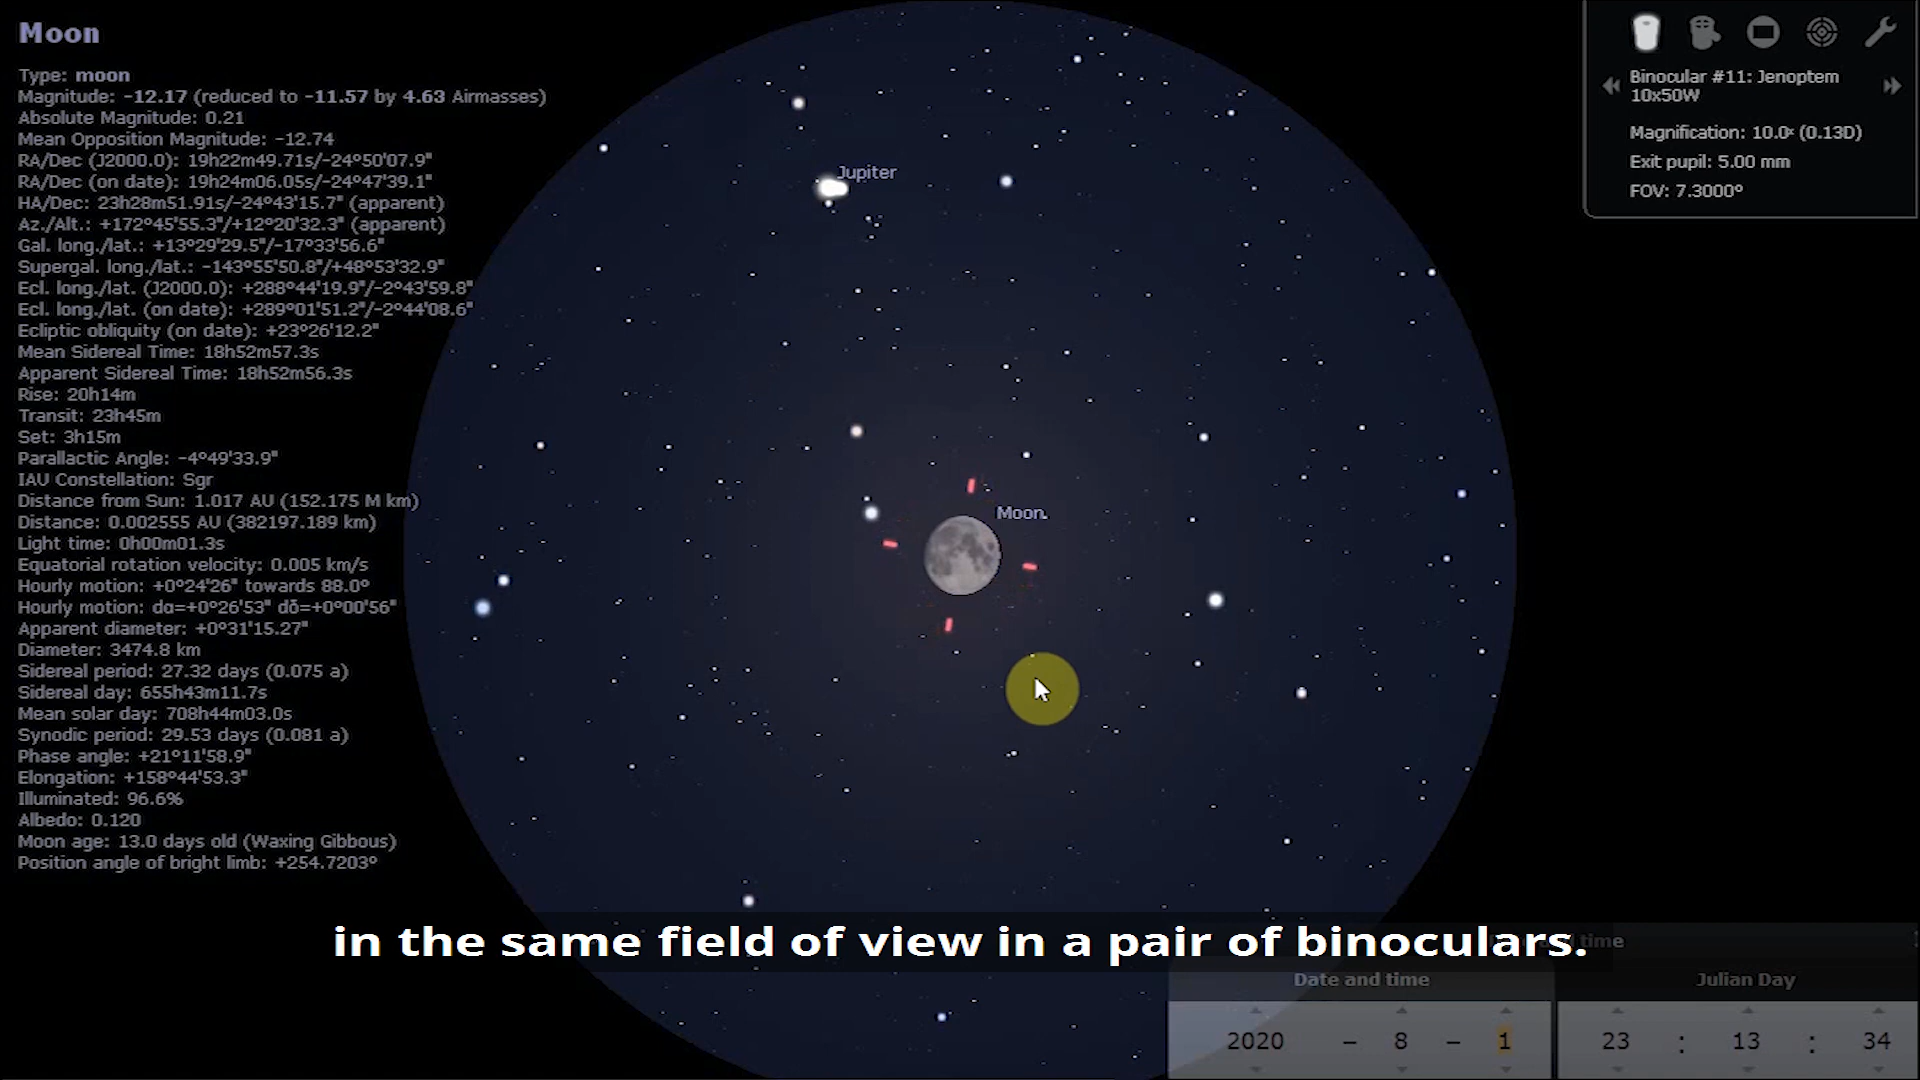 Moon
Type: moon
Magnitude: -12.17 (reduced to -11.57 by 4.63 Airmasses)
Absolute Magnitude: 0.21
Mean Opposition Magnitude: -12.74
RA/Dec (J2000.0): 19h22m49.71s/-24°50'07.9"
RA/Dec (on date): 19h24m06.05s/-24°47'39.1"
HA/Dec: 23h28m51.91s/-24°43'15.7" (apparent)
Az./Alt.: +172°45'55.3"/+12°20'32.3" (apparent)
Gal. long./lat.: +13°29'29.5"/-17°33'56.6"
Supergal. long./lat.: -143°55'50.8"/+48°53'32.9"
Ecl. long./lat. (J2000.0): +288°44'19.9"/-2°43'59.8"
Ecl. long./lat. (on date): +289°01'51.2"/-2°44'08.6"
Ecliptic obliquity (on date): +23°26'12.2"
Mean Sidereal Time: 18h52m57.3s
Apparent Sidereal Time: 18h52m56.3s
Rise: 20h14m
Transit: 23h45m
Set: 3h15m
Parallactic Angle: -4°49'33.9"
IAU Constellation: Sgr
Distance from Sun: 1.017 AU (152.175 M km)
Distance: 0.002555 AU (382197.189 km)
Light time: 0h00m01.3s
Equatorial rotation velocity: 0.005 km/s
Hourly motion: +0°24'26" towards 88.0°
Hourly motion: dα=+0°26'53" dδ=+0°00'56"
Apparent diameter: +0°31'15.27"
Diameter: 3474.8 km
Sidereal period: 27.32 days (0.075 a)
Sidereal day: 655h43m11.7s
Mean solar day: 708h44m03.0s
Synodic period: 29.53 days (0.081 a)
Phase angle: +21°11'58.9"
Elongation: +158°44'53.3"
Illuminated: 96.6%
Albedo: 0.120
Moon age: 13.0 days old (Waxing Gibbous)
Position angle of bright limb: +254.7203°
Jupiter
Moon
Binocular #11: Jenoptem
10x50W
Magnification: 10.0× (0.13D)
Exit pupil: 5.00 mm
FOV: 7.3000°
in the same field of view in a pair of binoculars.
time
Date and time
Julian Day
2020 - 8 - 1
23 : 13 : 34